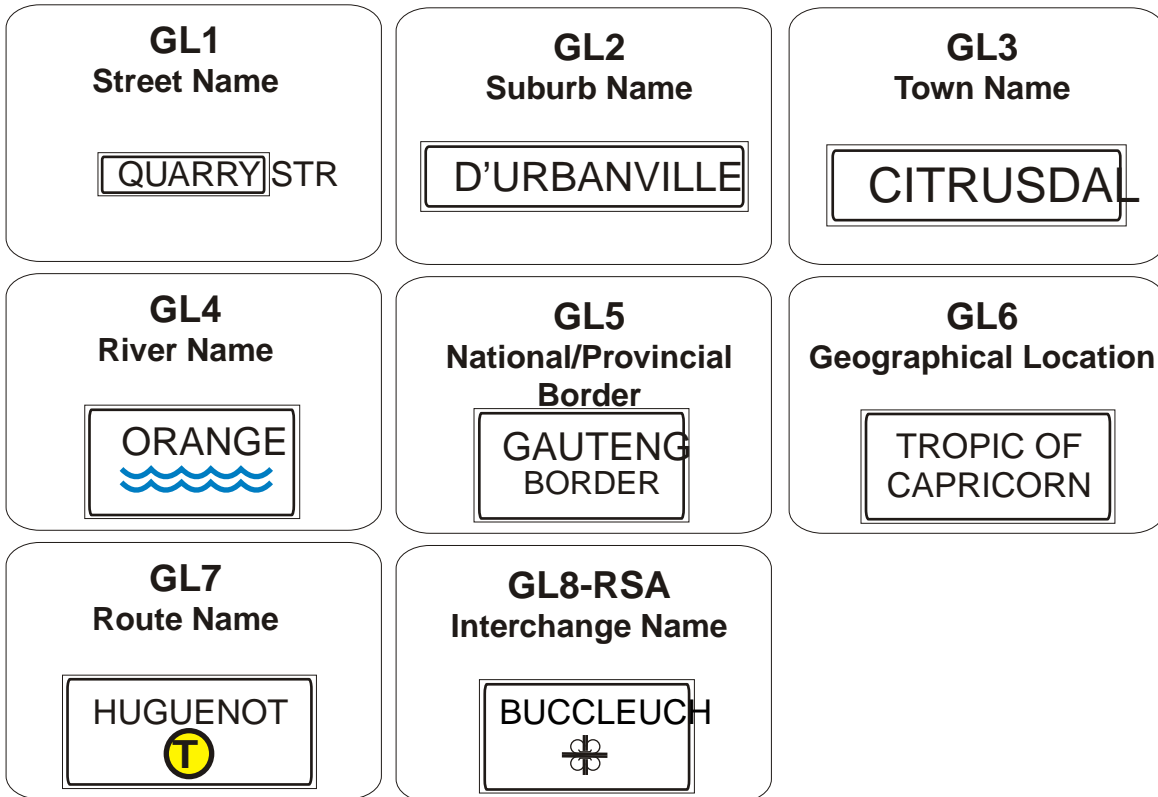 GL1
Street Name
QUARRY STR
GL2
Suburb Name
D'URBANVILLE
GL3
Town Name
CITRUSDAL
GL4
River Name
ORANGE
GL5
National/Provincial
Border
GAUTENG
BORDER
GL6
Geographical Location
TROPIC OF
CAPRICORN
GL7
Route Name
HUGUENOT
T
GL8-RSA
Interchange Name
BUCCLEUCH